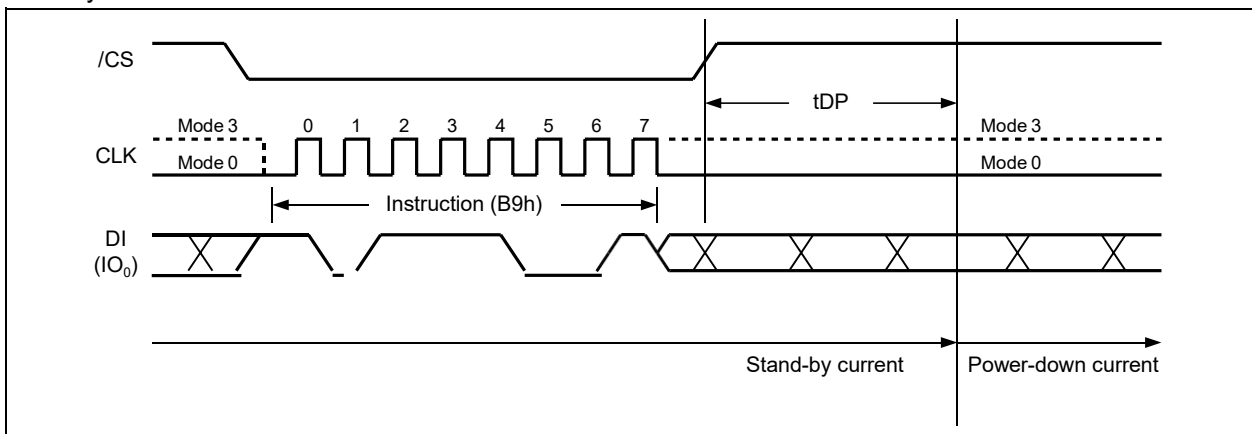 /CS
tDP
Mode 3 0 1 2 3 4 5 6 7 Mode 3
CLK
Mode 0 Mode 0
Instruction (B9h)
DI
(IO₀)
Stand-by current Power-down current